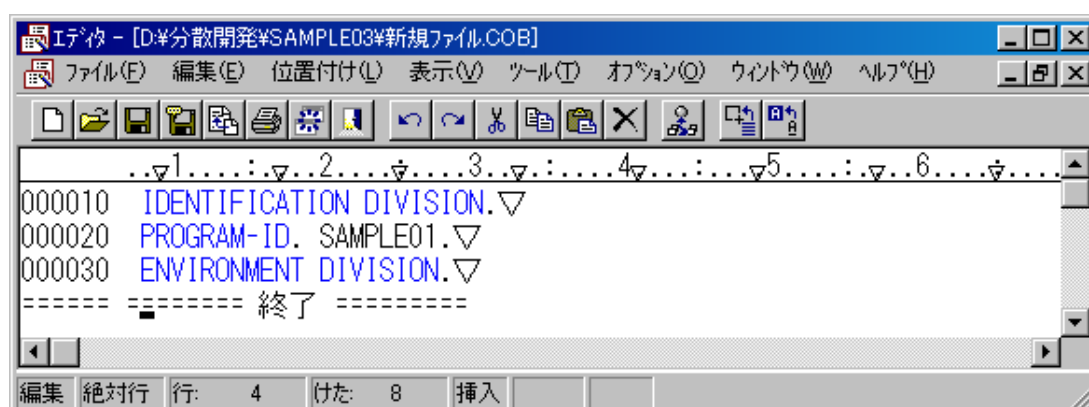 ｴﾃﾞｨﾀ - [D:¥分散開発¥SAMPLE03¥新規ﾌｧｲﾙ.COB]
ﾌｧｲﾙ(F) 編集(E) 位置付け(L) 表示(V) ﾂｰﾙ(T) ｵﾌﾟｼｮﾝ(O) ｳｨﾝﾄﾞｳ(W) ﾍﾙﾌﾟ(H)
..▽1....:.▽..2....▽....3..▽.:....4▽...:...▽5....:.▽..6....▽....
000010 IDENTIFICATION DIVISION.▽
000020 PROGRAM-ID. SAMPLE01.▽
000030 ENVIRONMENT DIVISION.▽
====== ======== 終了 =========
編集 絶対行 行: 4 けた: 8 挿入